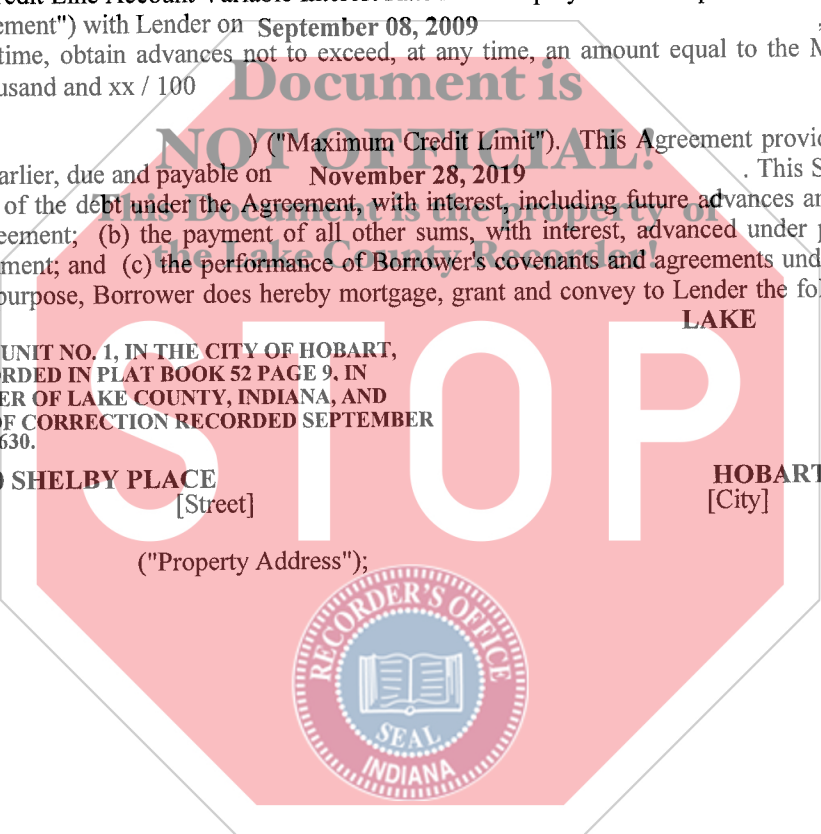 ement") with Lender on September 08, 2009
time, obtain advances not to exceed, at any time, an amount equal to the M
usand and xx / 100
Document is
NOT OFFICIAL!
) ("Maximum Credit Limit"). This Agreement provid
arlier, due and payable on November 28, 2019 . This S
This Document is the property of
of the debt under the Agreement, with interest, including future advances an
eement; (b) the payment of all other sums, with interest, advanced under p
the Lake County Recorder!
ment; and (c) the performance of Borrower's covenants and agreements und
purpose, Borrower does hereby mortgage, grant and convey to Lender the fol
LAKE
UNIT NO. 1, IN THE CITY OF HOBART,
RDED IN PLAT BOOK 52 PAGE 9, IN
ER OF LAKE COUNTY, INDIANA, AND
OF CORRECTION RECORDED SEPTEMBER
630.
STOP
SHELBY PLACE HOBART
[Street] [City]
("Property Address");
RECORDER'S OFFICE
SEAL
INDIANA